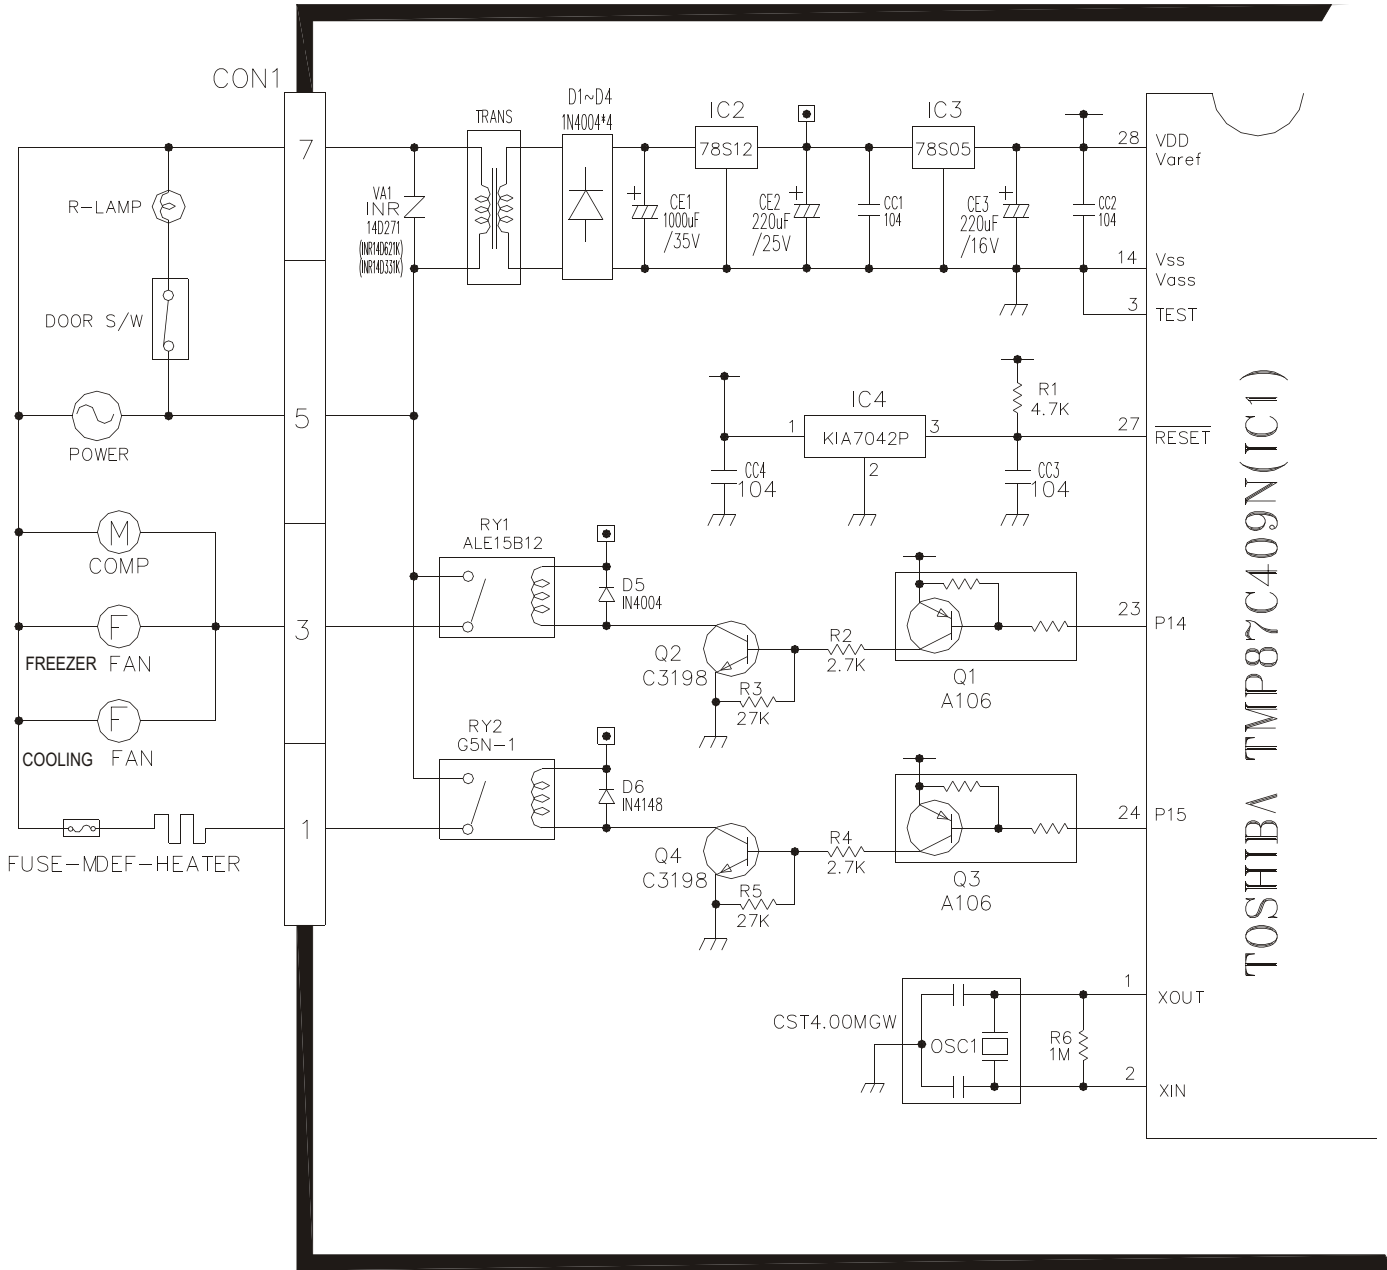 CON1
7
5
3
1
R-LAMP
DOOR S/W
POWER
M
COMP
F
FREEZER FAN
F
COOLING FAN
FUSE-MDEF-HEATER
VA1
INR
14D271
(INR14D621K)
(INR14D331K)
TRANS
D1~D4
1N4004*4
CE1
1000uF
/35V
IC2
78S12
CE2
220uF
/25V
CC1
104
IC3
78S05
CE3
220uF
/16V
CC2
104
28
VDD
Varef
14
Vss
Vass
3
TEST
IC4
1
KIA7042P
3
2
CC4
104
R1
4.7K
CC3
104
27
RESET
RY1
ALE15B12
D5
IN4004
Q2
C3198
R3
27K
R2
2.7K
Q1
A106
23
P14
RY2
G5N-1
D6
IN4148
Q4
C3198
R5
27K
R4
2.7K
Q3
A106
24
P15
CST4.00MGW
OSC1
R6
1M
1
XOUT
2
XIN
TOSHIBA TMP87C409N(IC1)